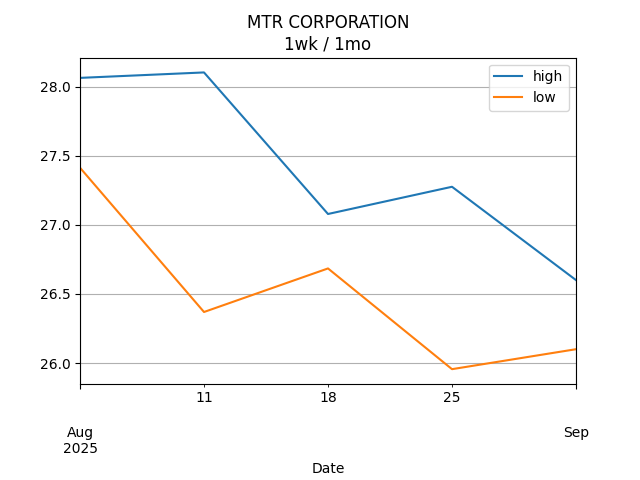 MTR CORPORATION
1wk / 1mo
high
low
28.0
27.5
27.0
26.5
26.0
11
18
25
Aug
2025
Sep
Date